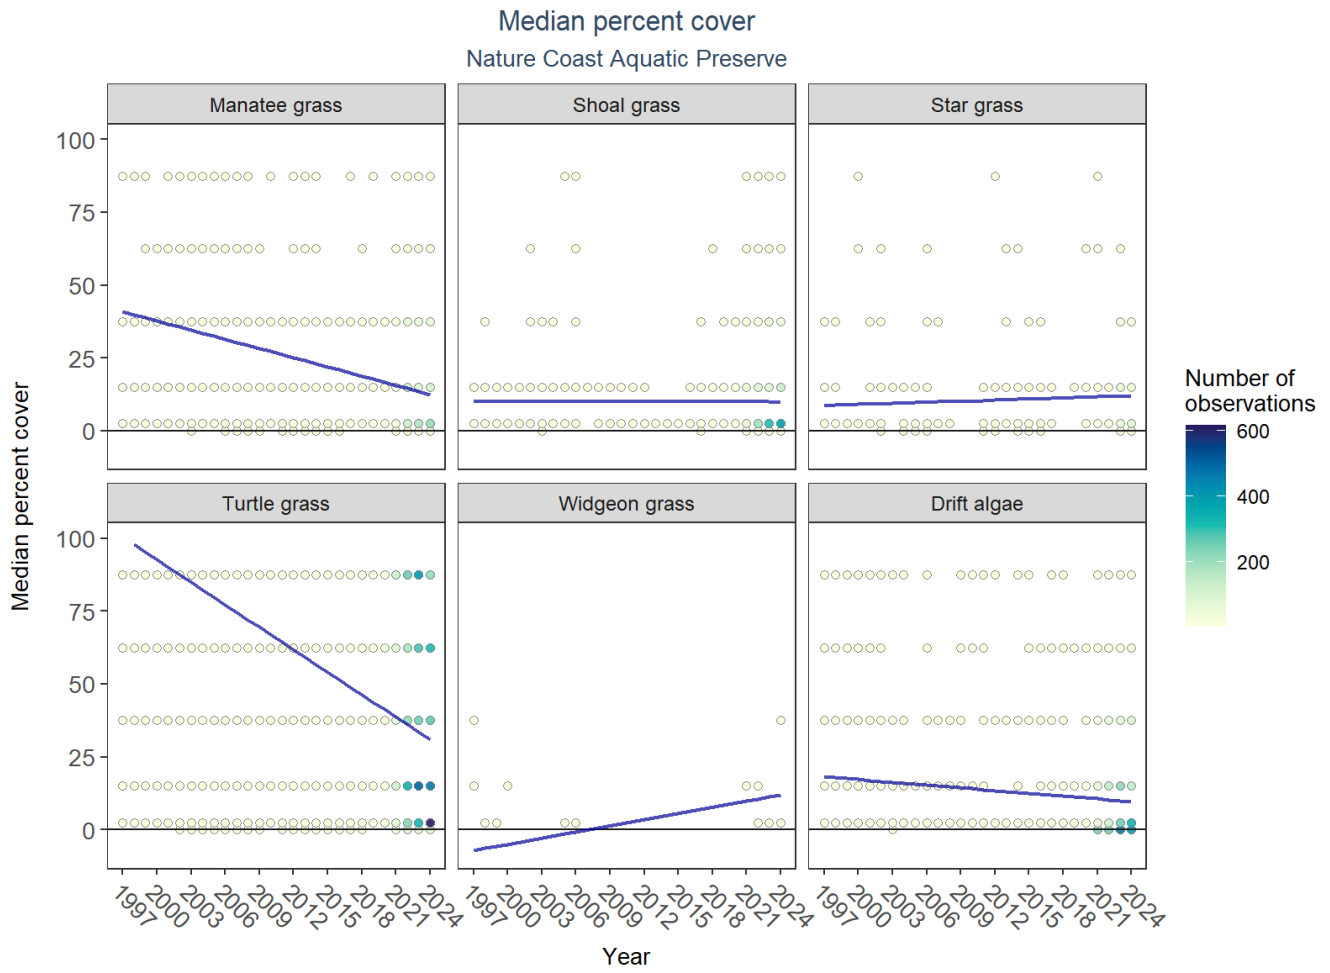 Median percent cover
Nature Coast Aquatic Preserve
Manatee grass
Shoal grass
Star grass
100
75
50
25
0
Turtle grass
Widgeon grass
Drift algae
100
75
50
25
0
Median percent cover
1997 2000 2003 2006 2009 2012 2015 2018 2021 2024
1997 2000 2003 2006 2009 2012 2015 2018 2021 2024
1997 2000 2003 2006 2009 2012 2015 2018 2021 2024
Year
Number of
observations
600
400
200